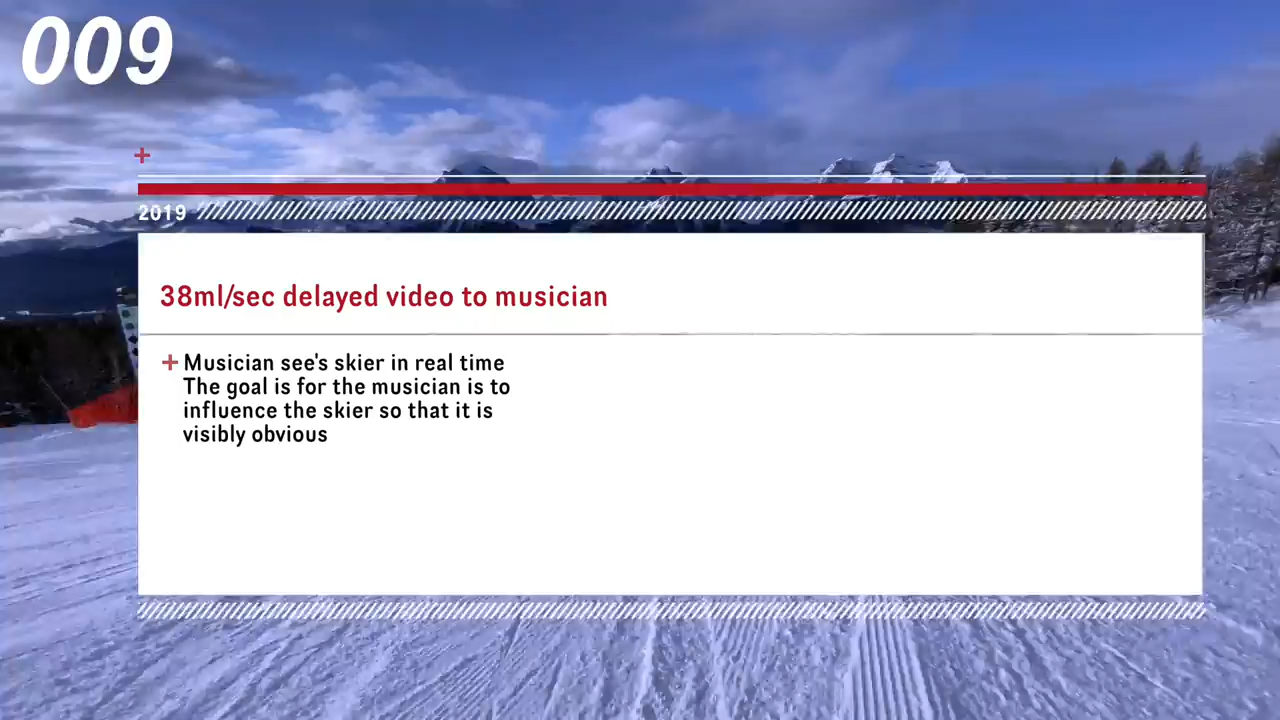 009
2019
38ml/sec delayed video to musician
+ Musician see's skier in real time
The goal is for the musician is to
influence the skier so that it is
visibly obvious